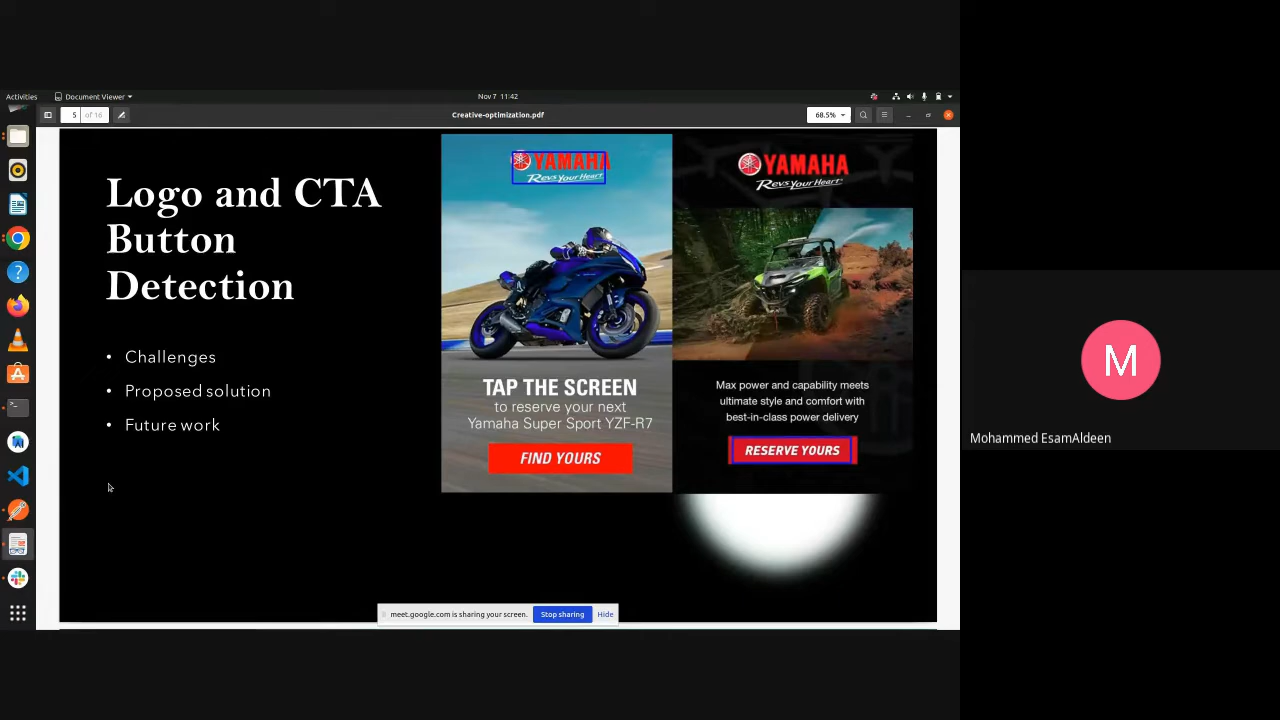 Activities
Document Viewer
Nov 7 11:42
5 of 16
Creative-optimization.pdf
68.5%
Logo and CTA
Button
Detection
• Challenges
• Proposed solution
• Future work
YAMAHA
Revs Your Heart
TAP THE SCREEN
to reserve your next
Yamaha Super Sport YZF-R7
FIND YOURS
YAMAHA
Revs Your Heart
Max power and capability meets
ultimate style and comfort with
best-in-class power delivery
RESERVE YOURS
meet.google.com is sharing your screen.
Stop sharing
Hide
M
Mohammed EsamAldeen